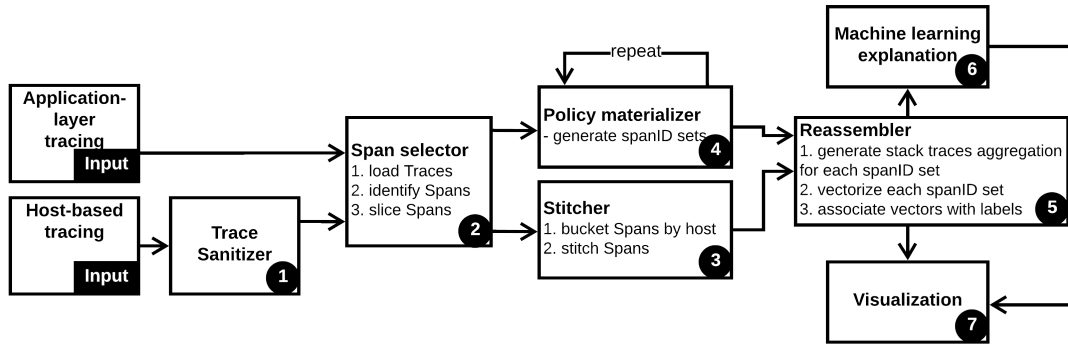 Application-
layer
tracing
Input
Host-based
tracing
Input
Trace
Sanitizer
1
Span selector
1. load Traces
2. identify Spans
3. slice Spans
2
repeat
Policy materializer
- generate spanID sets
4
Stitcher
1. bucket Spans by host
2. stitch Spans
3
Machine learning
explanation
6
Reassembler
1. generate stack traces aggregation
for each spanID set
2. vectorize each spanID set
3. associate vectors with labels
5
Visualization
7